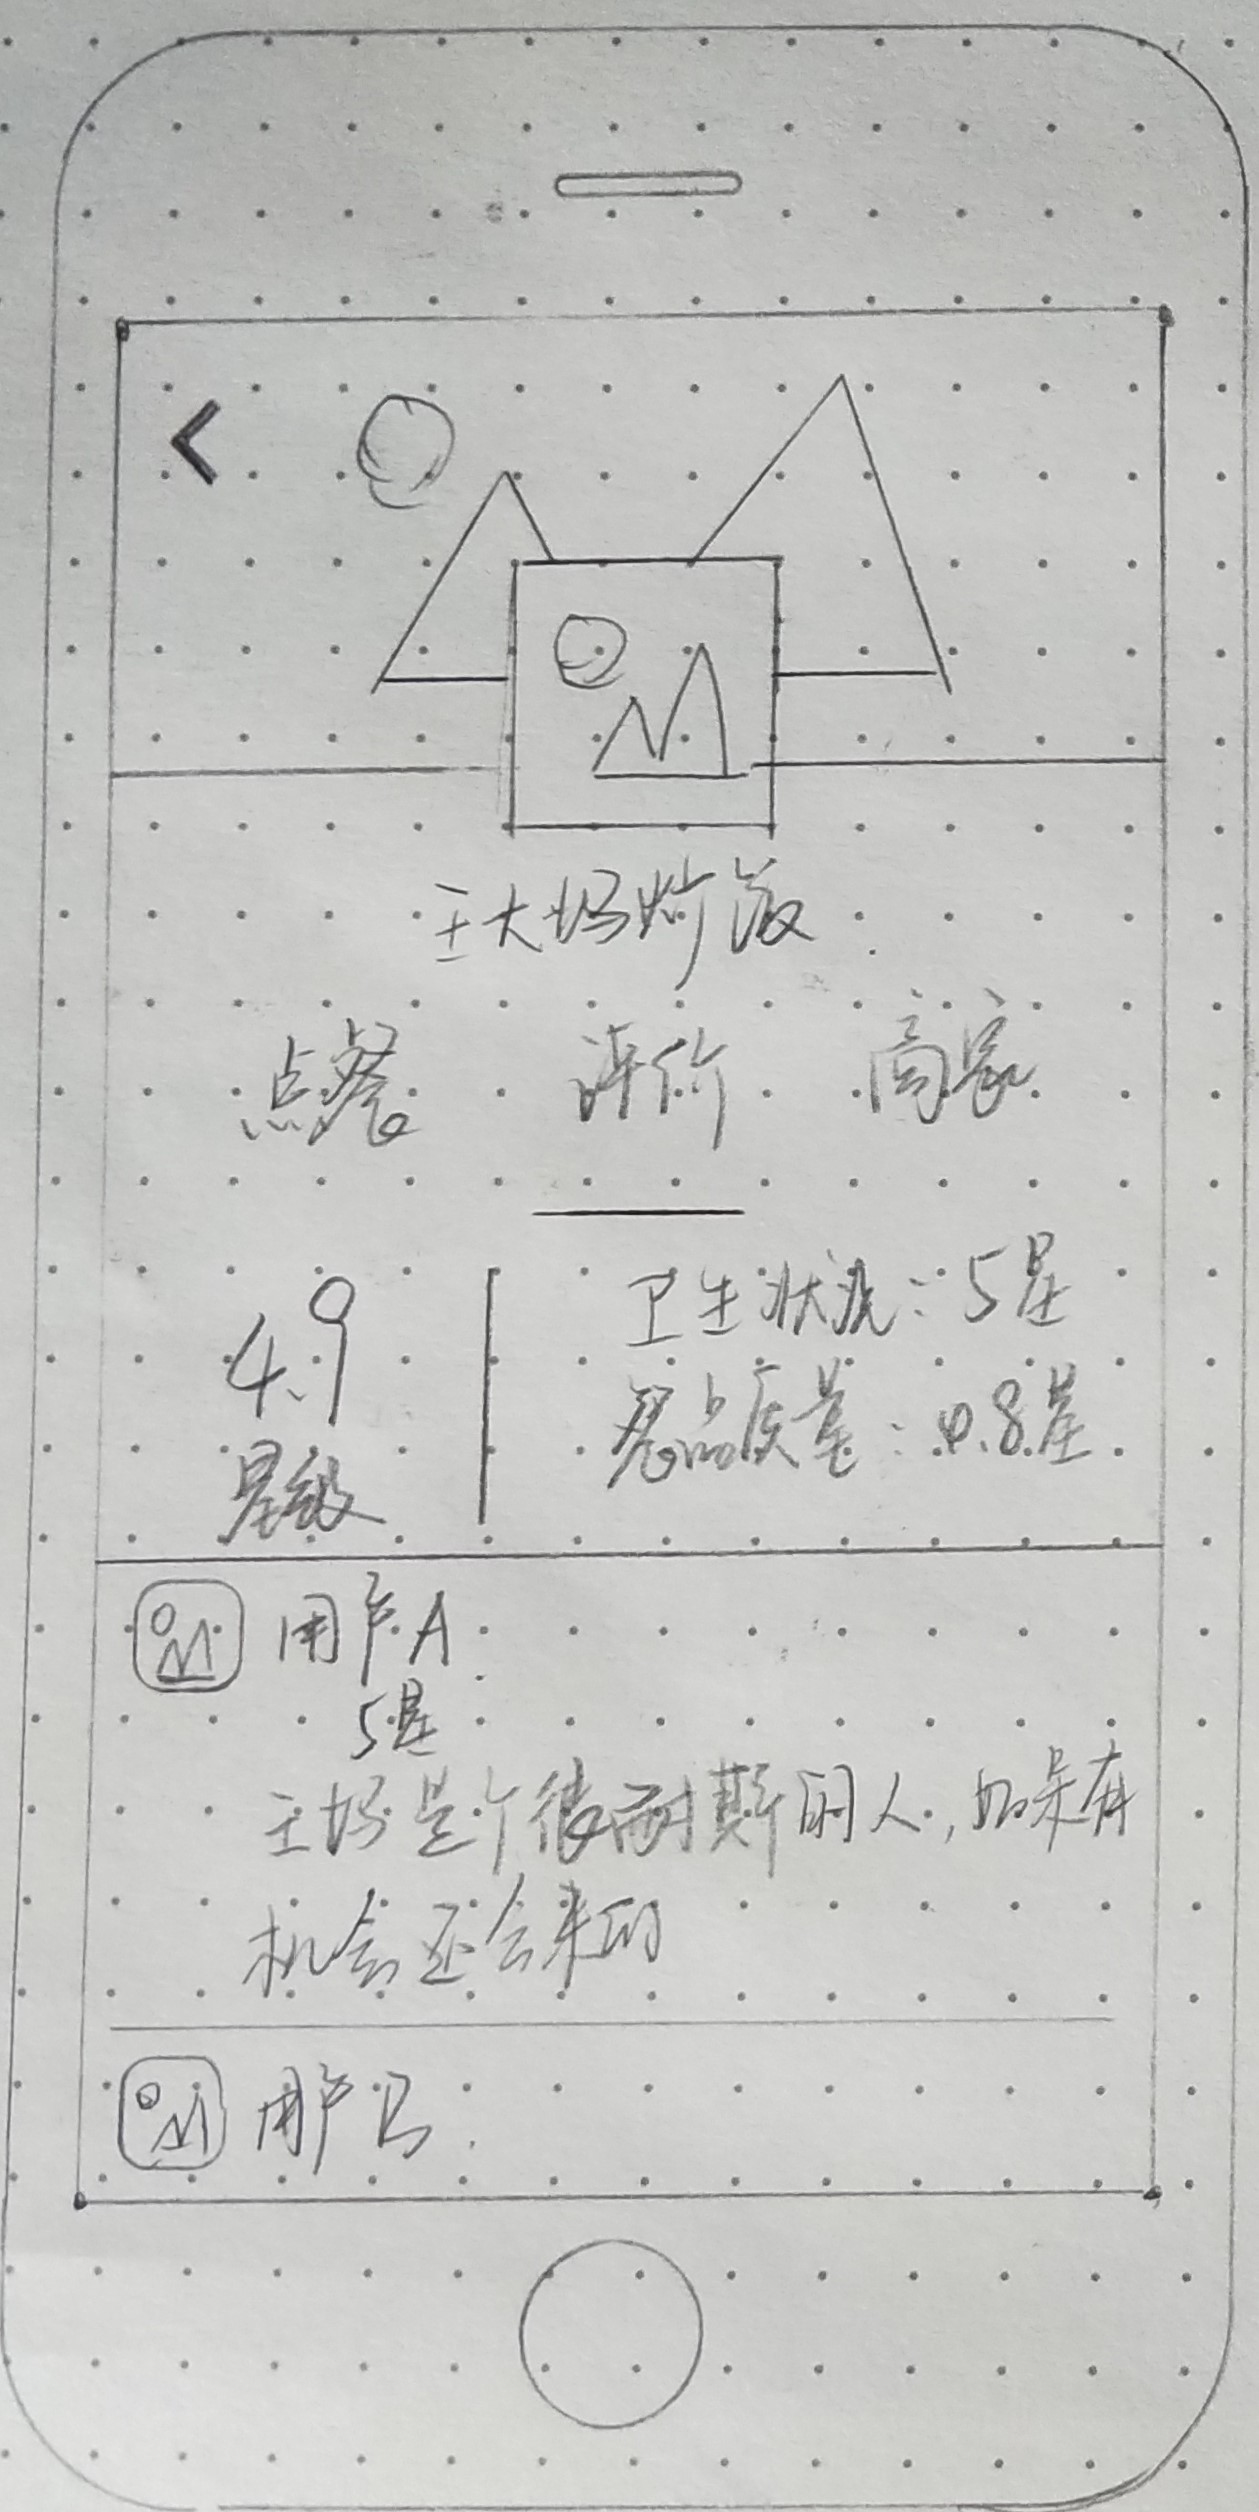 王大妈炒饭
点餐 评价 商家
4.9 星级
卫生状况：5星
餐品质量：4.8星
用户A
5星
王妈是个很耐斯的人，如果有
机会还会来的
用户B